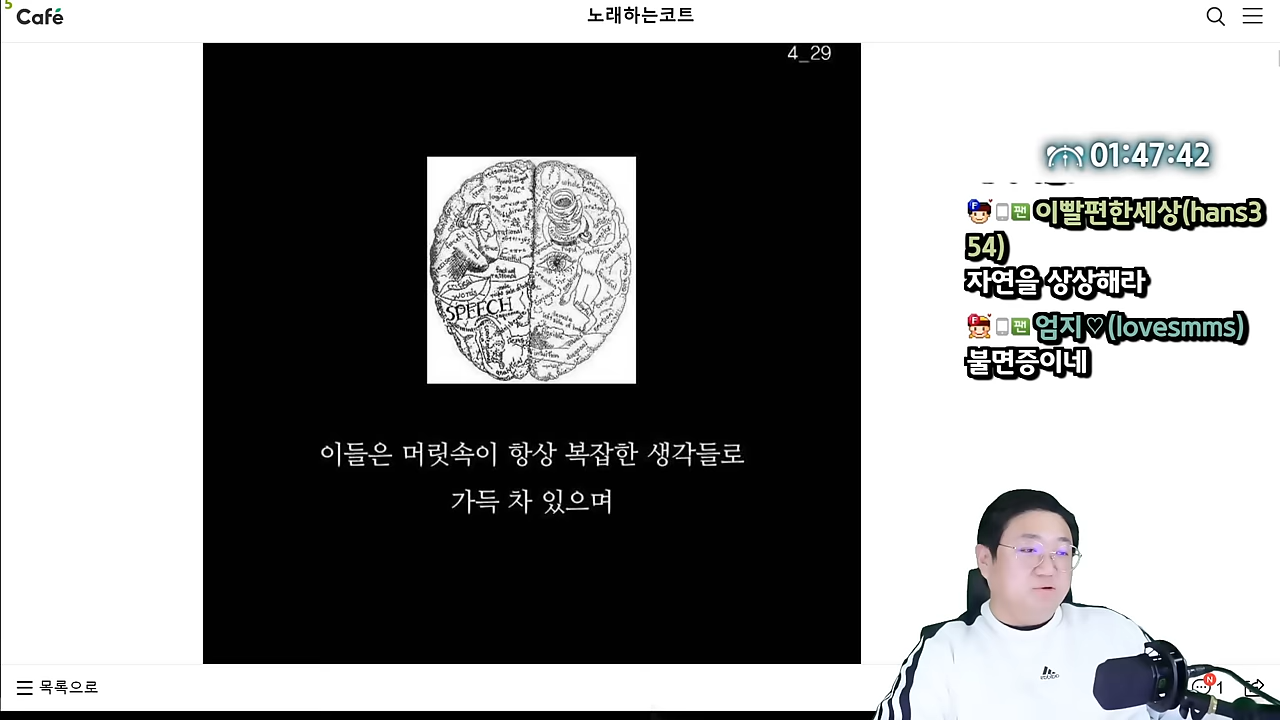 5
Café
노래하는코트
4_29
01:47:42
팬 이빨편한세상(hans3
54)
자연을 상상해라
팬 엄지♡(lovesmms)
불면증이네
SPEECH
이들은 머릿속이 항상 복잡한 생각들로
가득 차 있으며
목록으로
N
1